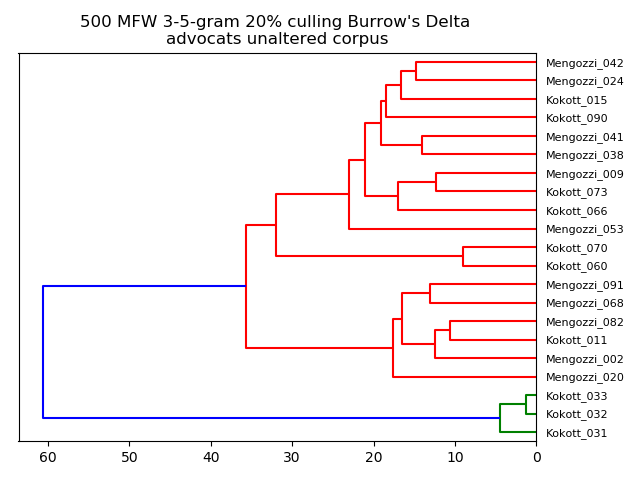 500 MFW 3-5-gram 20% culling Burrow's Delta
advocats unaltered corpus
Mengozzi_042
Mengozzi_024
Kokott_015
Kokott_090
Mengozzi_041
Mengozzi_038
Mengozzi_009
Kokott_073
Kokott_066
Mengozzi_053
Kokott_070
Kokott_060
Mengozzi_091
Mengozzi_068
Mengozzi_082
Kokott_011
Mengozzi_002
Mengozzi_020
Kokott_033
Kokott_032
Kokott_031
60 50 40 30 20 10 0